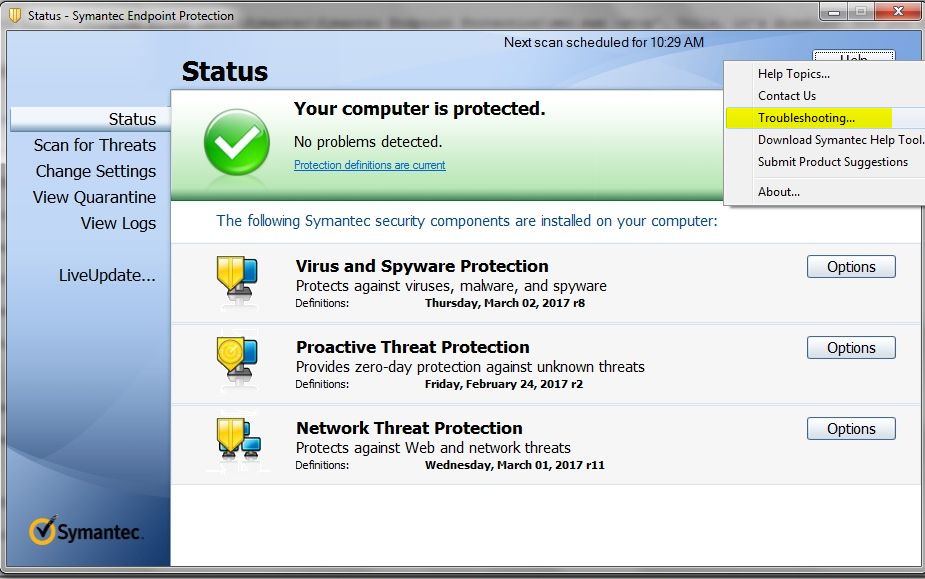 Status - Symantec Endpoint Protection
Next scan scheduled for 10:29 AM
Help
Status
Help Topics...
Contact Us
Troubleshooting...
Download Symantec Help Tool.
Submit Product Suggestions
About...
Status
Scan for Threats
Change Settings
View Quarantine
View Logs
LiveUpdate...
Your computer is protected.
No problems detected.
Protection definitions are current
The following Symantec security components are installed on your computer:
Virus and Spyware Protection
Options
Protects against viruses, malware, and spyware
Definitions: Thursday, March 02, 2017 r8
Proactive Threat Protection
Options
Provides zero-day protection against unknown threats
Definitions: Friday, February 24, 2017 r2
Network Threat Protection
Options
Protects against Web and network threats
Definitions: Wednesday, March 01, 2017 r11
Symantec.